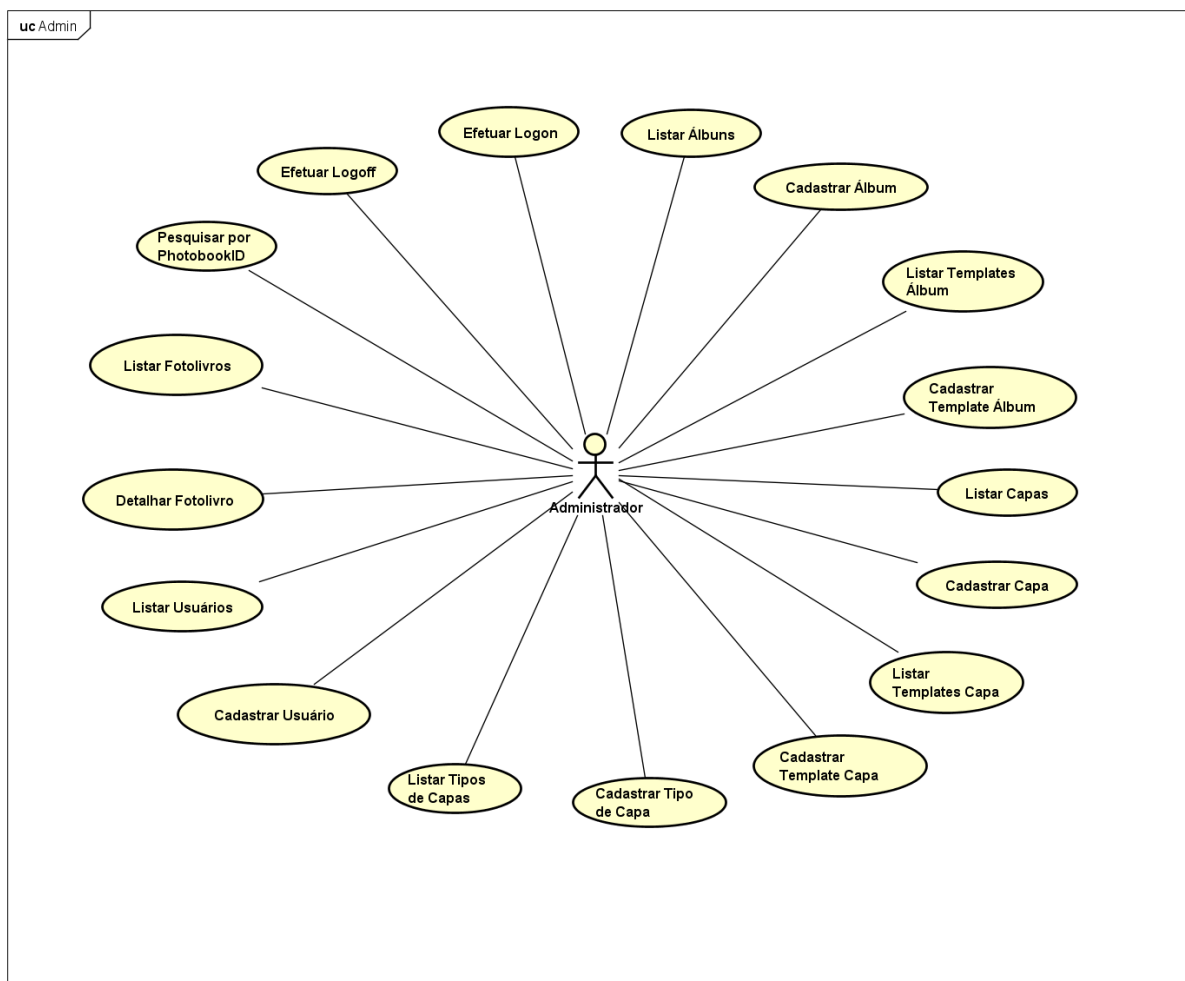 uc Admin
Efetuar Logon
Listar Álbuns
Efetuar Logoff
Cadastrar Álbum
Pesquisar por
PhotobookID
Listar Templates
Álbum
Listar Fotolivros
Cadastrar
Template Álbum
Detalhar Fotolivro
Listar Capas
Administrador
Listar Usuários
Cadastrar Capa
Listar
Templates Capa
Cadastrar Usuário
Cadastrar
Template Capa
Listar Tipos
de Capas
Cadastrar Tipo
de Capa